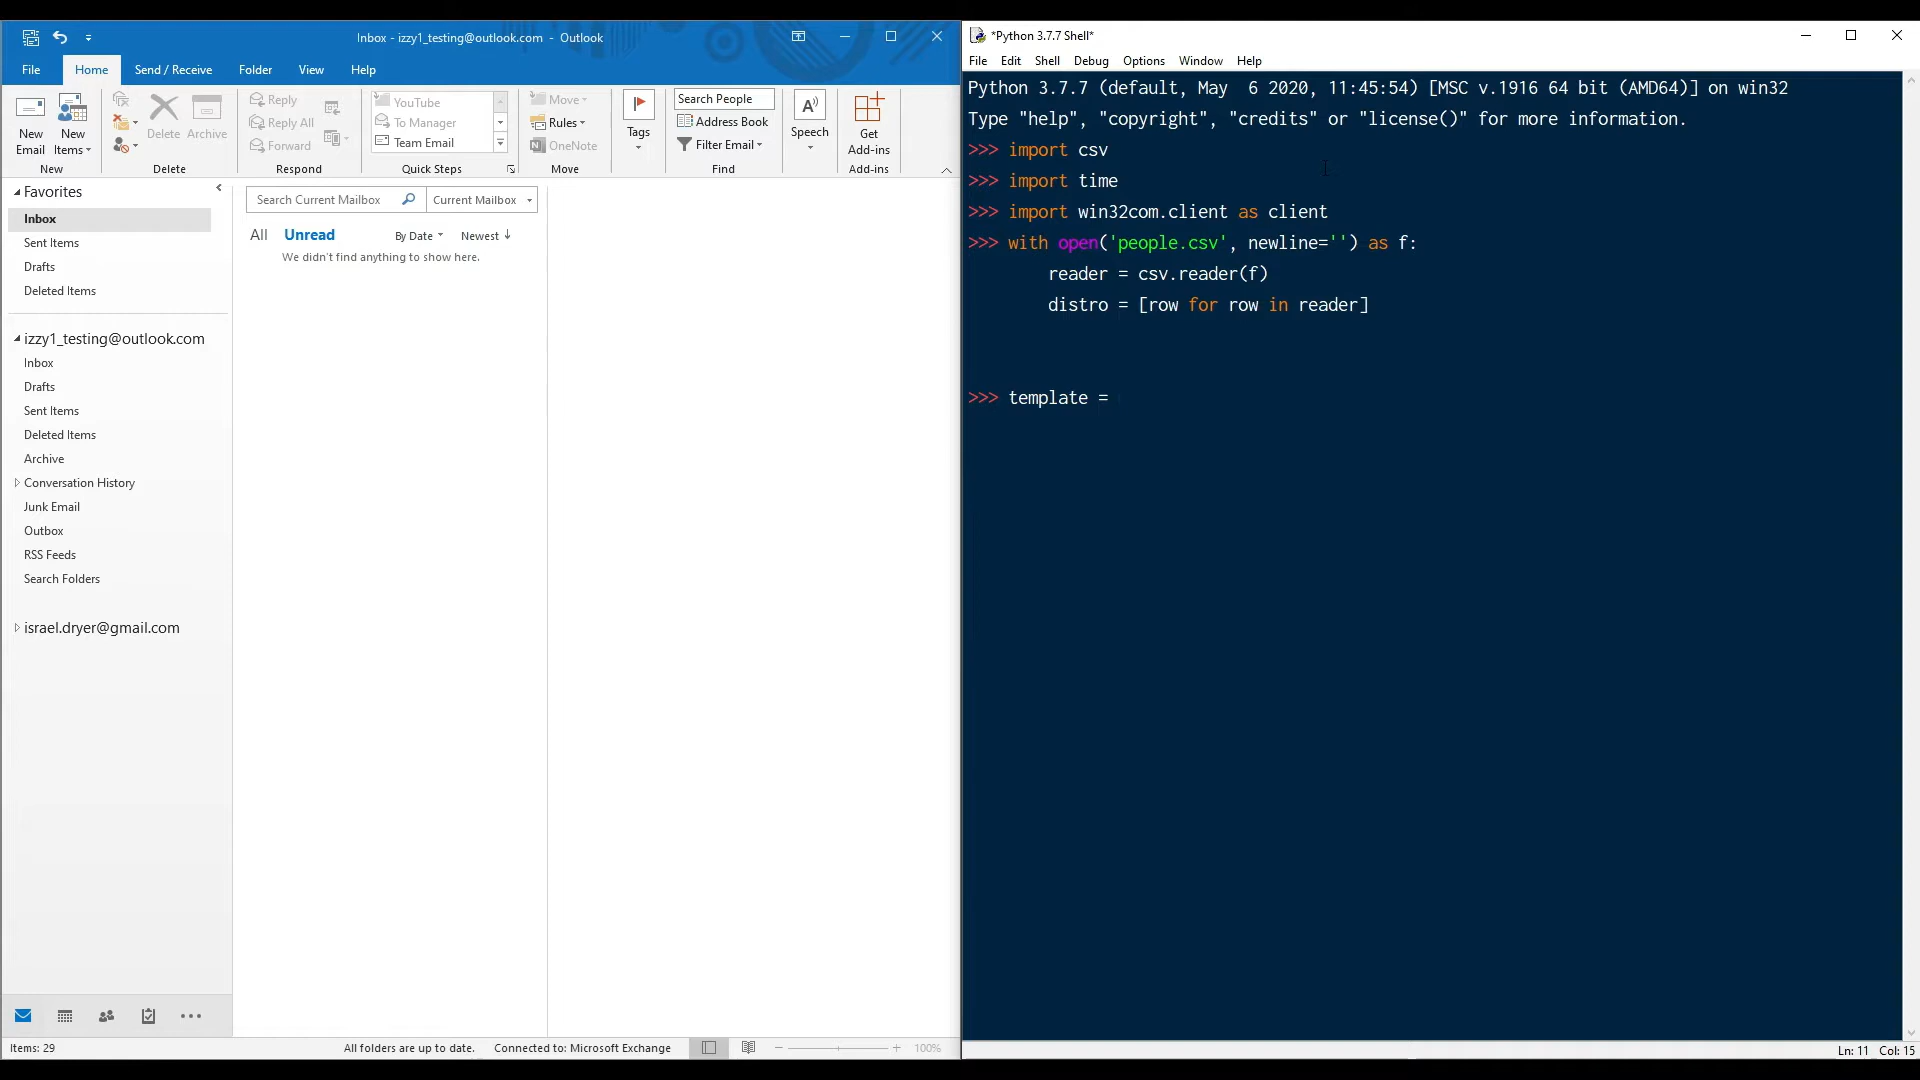 Inbox - izzy1_testing@outlook.com - Outlook
File Home Send / Receive Folder View Help
New Email
New Items
New
Delete
Archive
Delete
Reply
Reply All
Forward
Respond
YouTube
To Manager
Team Email
Quick Steps
Move
Rules
OneNote
Move
Tags
Search People
Address Book
Filter Email
Find
Speech
Get Add-ins
Add-ins
Favorites
Inbox
Sent Items
Drafts
Deleted Items
izzy1_testing@outlook.com
Inbox
Drafts
Sent Items
Deleted Items
Archive
Conversation History
Junk Email
Outbox
RSS Feeds
Search Folders
israel.dryer@gmail.com
Search Current Mailbox Current Mailbox
All Unread By Date Newest ↓
We didn't find anything to show here.
Items: 29 All folders are up to date. Connected to: Microsoft Exchange 100%
*Python 3.7.7 Shell*
File Edit Shell Debug Options Window Help
Python 3.7.7 (default, May  6 2020, 11:45:54) [MSC v.1916 64 bit (AMD64)] on win32
Type "help", "copyright", "credits" or "license()" for more information.
>>> import csv
>>> import time
>>> import win32com.client as client
>>> with open('people.csv', newline='') as f:
        reader = csv.reader(f)
        distro = [row for row in reader]
>>> template =
Ln: 11 Col: 15